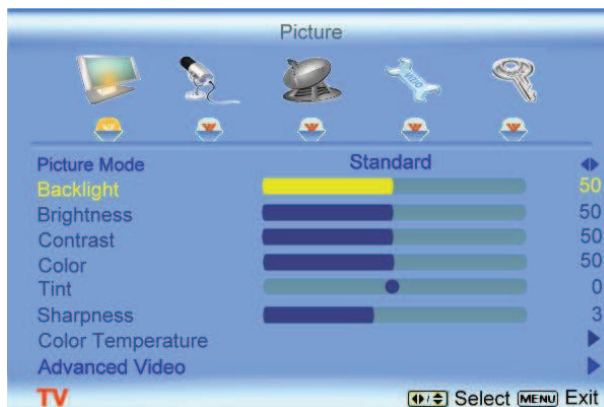 Picture
VIZIO
Picture Mode Standard
Backlight 50
Brightness 50
Contrast 50
Color 50
Tint 0
Sharpness 3
Color Temperature
Advanced Video
TV Select MENU Exit